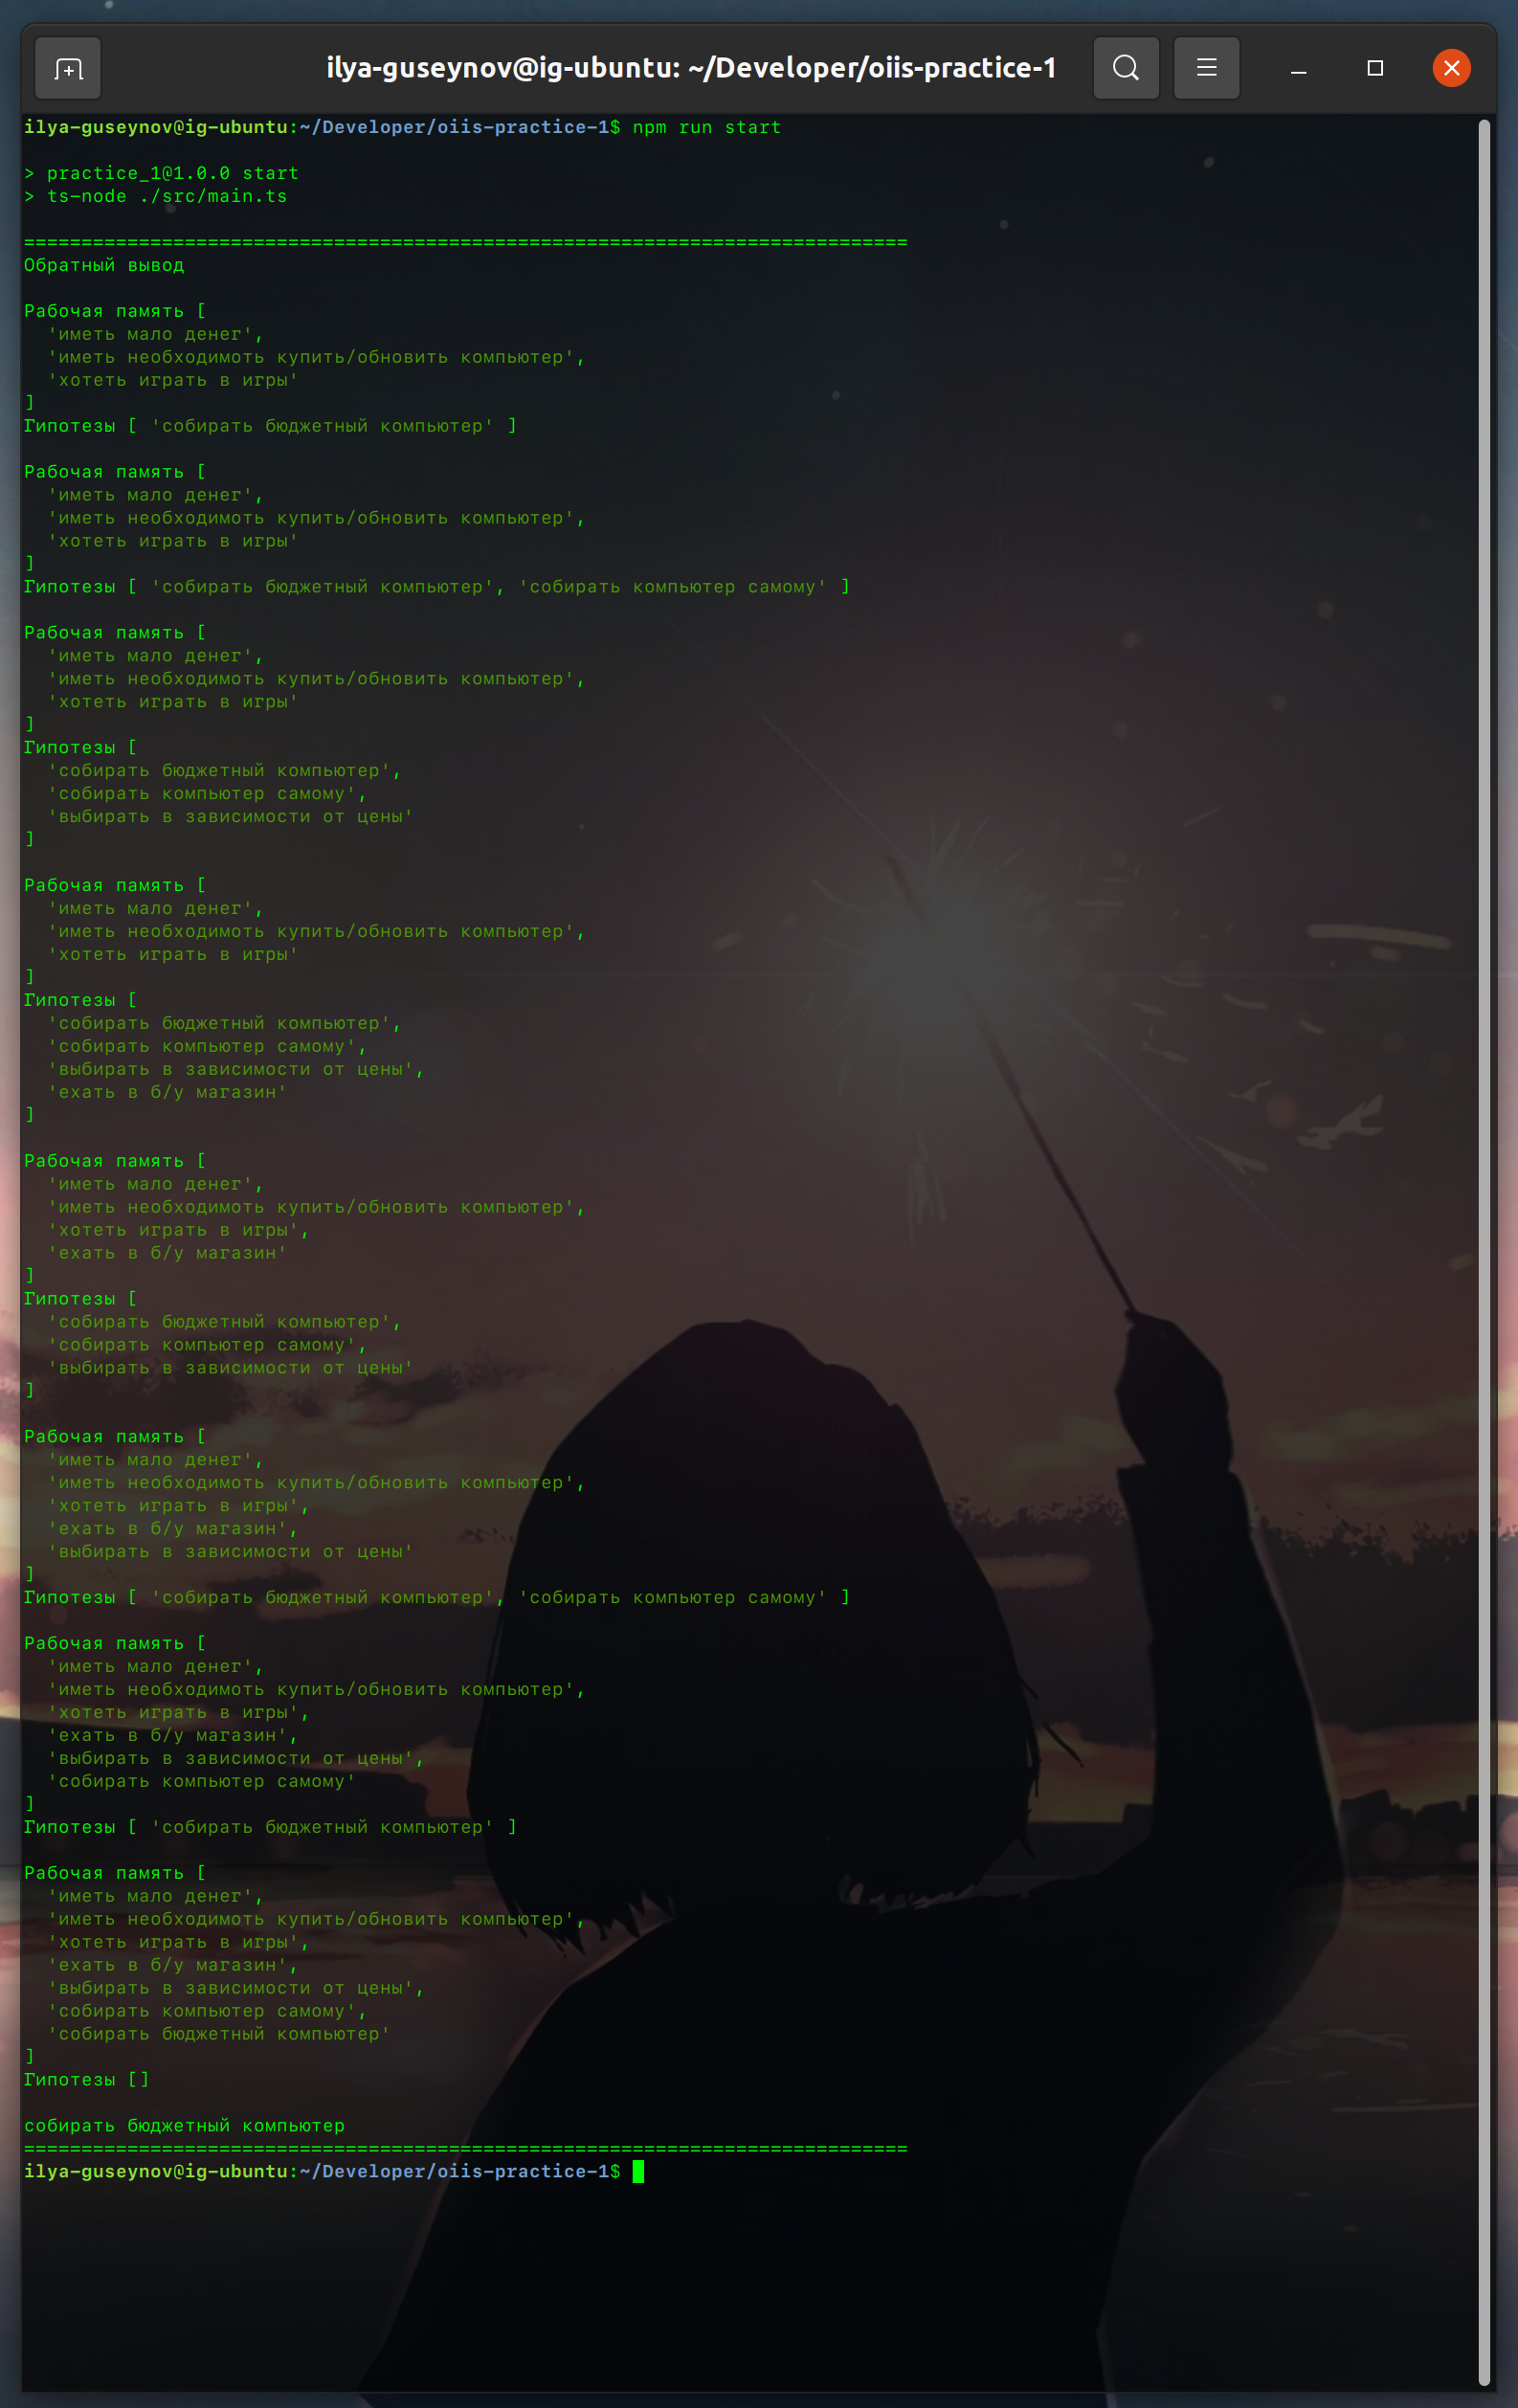 ilya-guseynov@ig-ubuntu: ~/Developer/oiis-practice-1
ilya-guseynov@ig-ubuntu:~/Developer/oiis-practice-1$ npm run start
> practice_1@1.0.0 start
> ts-node ./src/main.ts
=============================================================================
Обратный вывод
Рабочая память [
'иметь мало денег',
'иметь необходимоть купить/обновить компьютер',
'хотеть играть в игры'
]
Гипотезы [ 'собирать бюджетный компьютер' ]
Рабочая память [
'иметь мало денег',
'иметь необходимоть купить/обновить компьютер',
'хотеть играть в игры'
]
Гипотезы [ 'собирать бюджетный компьютер', 'собирать компьютер самому' ]
Рабочая память [
'иметь мало денег',
'иметь необходимоть купить/обновить компьютер',
'хотеть играть в игры'
]
Гипотезы [
'собирать бюджетный компьютер',
'собирать компьютер самому',
'выбирать в зависимости от цены'
]
Рабочая память [
'иметь мало денег',
'иметь необходимоть купить/обновить компьютер',
'хотеть играть в игры'
]
Гипотезы [
'собирать бюджетный компьютер',
'собирать компьютер самому',
'выбирать в зависимости от цены',
'ехать в б/у магазин'
]
Рабочая память [
'иметь мало денег',
'иметь необходимоть купить/обновить компьютер',
'хотеть играть в игры',
'ехать в б/у магазин'
]
Гипотезы [
'собирать бюджетный компьютер',
'собирать компьютер самому',
'выбирать в зависимости от цены'
]
Рабочая память [
'иметь мало денег',
'иметь необходимоть купить/обновить компьютер',
'хотеть играть в игры',
'ехать в б/у магазин',
'выбирать в зависимости от цены'
]
Гипотезы [ 'собирать бюджетный компьютер', 'собирать компьютер самому' ]
Рабочая память [
'иметь мало денег',
'иметь необходимоть купить/обновить компьютер',
'хотеть играть в игры',
'ехать в б/у магазин',
'выбирать в зависимости от цены',
'собирать компьютер самому'
]
Гипотезы [ 'собирать бюджетный компьютер' ]
Рабочая память [
'иметь мало денег',
'иметь необходимоть купить/обновить компьютер',
'хотеть играть в игры',
'ехать в б/у магазин',
'выбирать в зависимости от цены',
'собирать компьютер самому',
'собирать бюджетный компьютер'
]
Гипотезы []
собирать бюджетный компьютер
=============================================================================
ilya-guseynov@ig-ubuntu:~/Developer/oiis-practice-1$